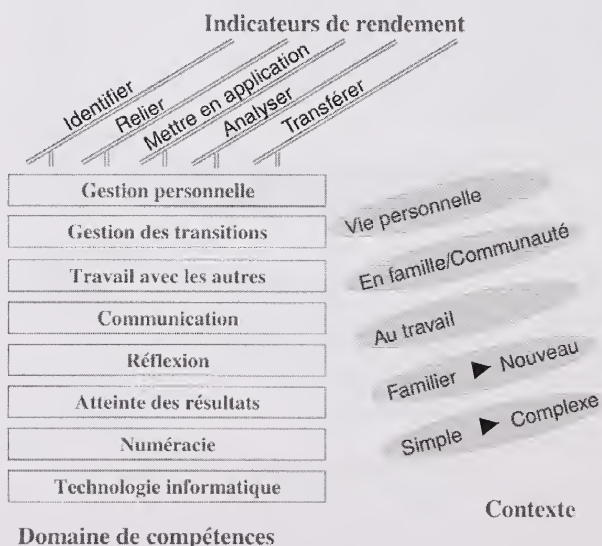 Indicateurs de rendement
Identifier
Relier
Mettre en application
Analyser
Transférer
Gestion personnelle
Gestion des transitions
Travail avec les autres
Communication
Réflexion
Atteinte des résultats
Numéracie
Technologie informatique
Domaine de compétences
Vie personnelle
En famille/Communauté
Au travail
Familier ► Nouveau
Simple ► Complexe
Contexte